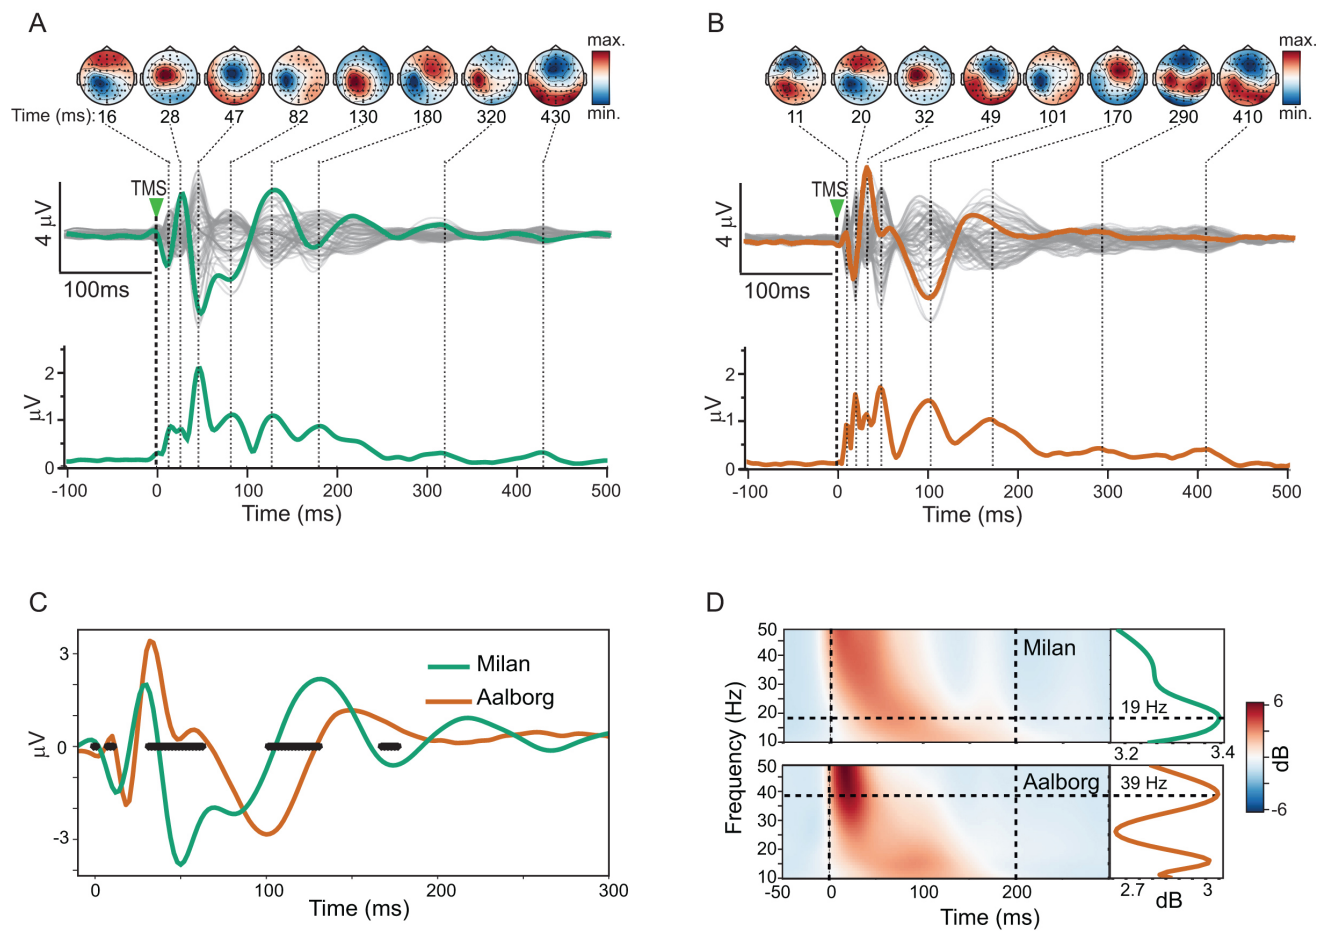 A
max.
min.
Time (ms): 16 28 47 82 130 180 320 430
TMS
4 µV
100ms
µV
2
1
0
-100 0 100 200 300 400 500
Time (ms)
B
max.
min.
11 20 32 49 101 170 290 410
TMS
4 µV
100ms
µV
2
1
0
-100 0 100 200 300 400 500
Time (ms)
C
µV
3
0
-3
Milan
Aalborg
0 100 200 300
Time (ms)
D
Frequency (Hz)
50
40
30
20
10
Milan
19 Hz
3.2 3.4
50
40
30
20
10
Aalborg
39 Hz
2.7 3
dB
-50 0 100 200
Time (ms)
6
dB
-6